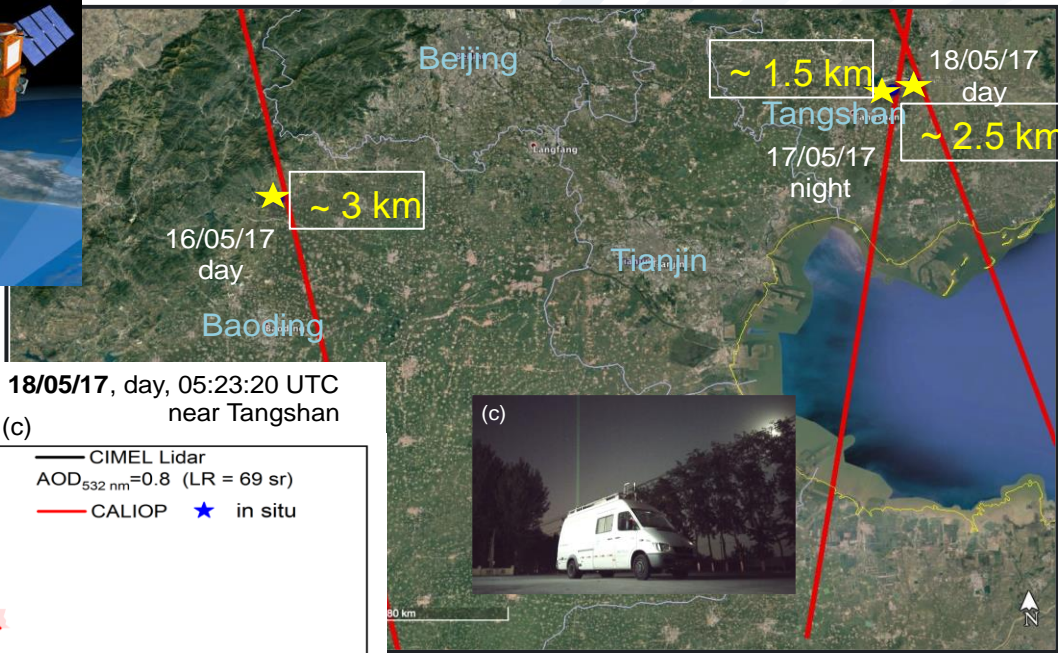 Beijing
~ 1.5 km
18/05/17
day
Tangshan
~ 2.5 km
17/05/17
night
Langfang
~ 3 km
16/05/17
day
Tianjin
Baoding
18/05/17, day, 05:23:20 UTC
near Tangshan
(c)
CIMEL Lidar
AOD532 nm=0.8 (LR = 69 sr)
CALIOP ★ in situ
(c)
80 km
N